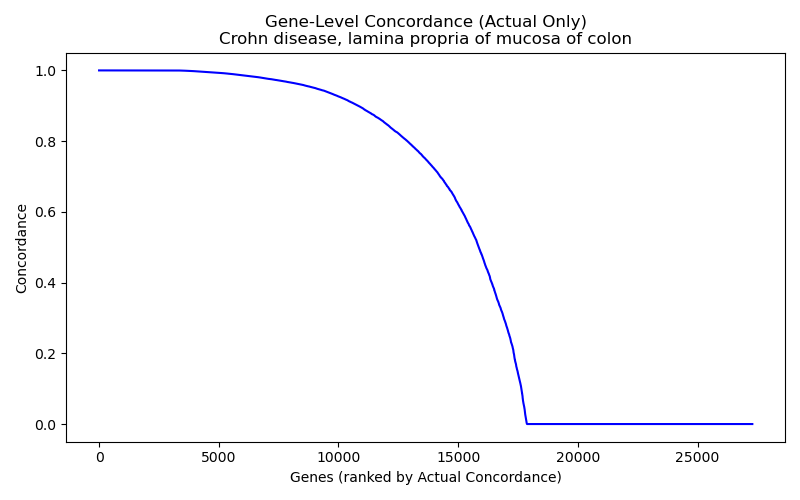 Gene-Level Concordance (Actual Only)
Crohn disease, lamina propria of mucosa of colon
1.0
0.8
0.6
0.4
0.2
0.0
Concordance
0 5000 10000 15000 20000 25000
Genes (ranked by Actual Concordance)